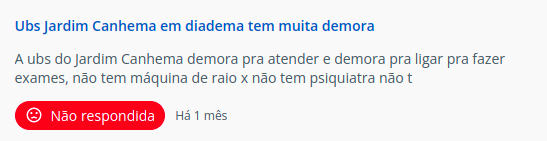 Ubs Jardim Canhema em diadema tem muita demora
A ubs do Jardim Canhema demora pra atender e demora pra ligar pra fazer
exames, não tem máquina de raio x não tem psiquiatra não t
Não respondida Há 1 mês